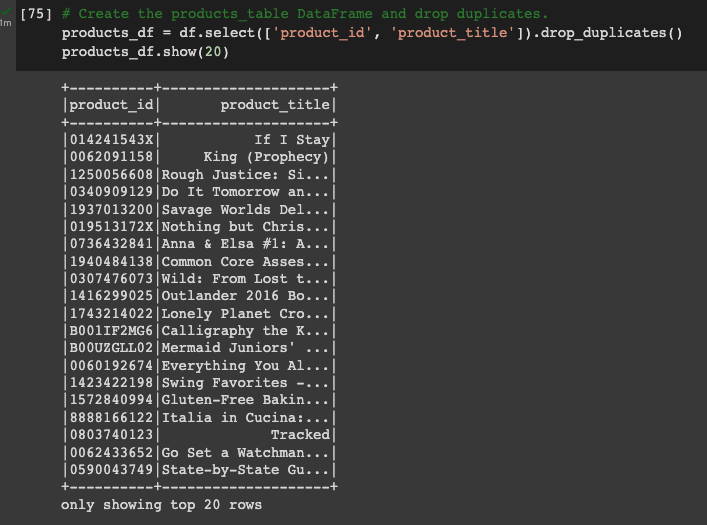 [75] # Create the products_table DataFrame and drop duplicates.
1m
products_df = df.select(['product_id', 'product_title']).drop_duplicates()
products_df.show(20)
+----------+--------------------+
|product_id|       product_title|
+----------+--------------------+
|014241543X|           If I Stay|
|0062091158|     King (Prophecy)|
|1250056608|Rough Justice: Si...|
|0340909129|Do It Tomorrow an...|
|1937013200|Savage Worlds Del...|
|019513172X|Nothing but Chris...|
|0736432841|Anna & Elsa #1: A...|
|1940484138|Common Core Asses...|
|0307476073|Wild: From Lost t...|
|1416299025|Outlander 2016 Bo...|
|1743214022|Lonely Planet Cro...|
|B001IF2MG6|Calligraphy the K...|
|B00UZGLL02|Mermaid Juniors' ...|
|0060192674|Everything You Al...|
|1423422198|Swing Favorites -...|
|1572840994|Gluten-Free Bakin...|
|8888166122|Italia in Cucina:...|
|0803740123|             Tracked|
|0062433652|Go Set a Watchman...|
|0590043749|State-by-State Gu...|
+----------+--------------------+
only showing top 20 rows